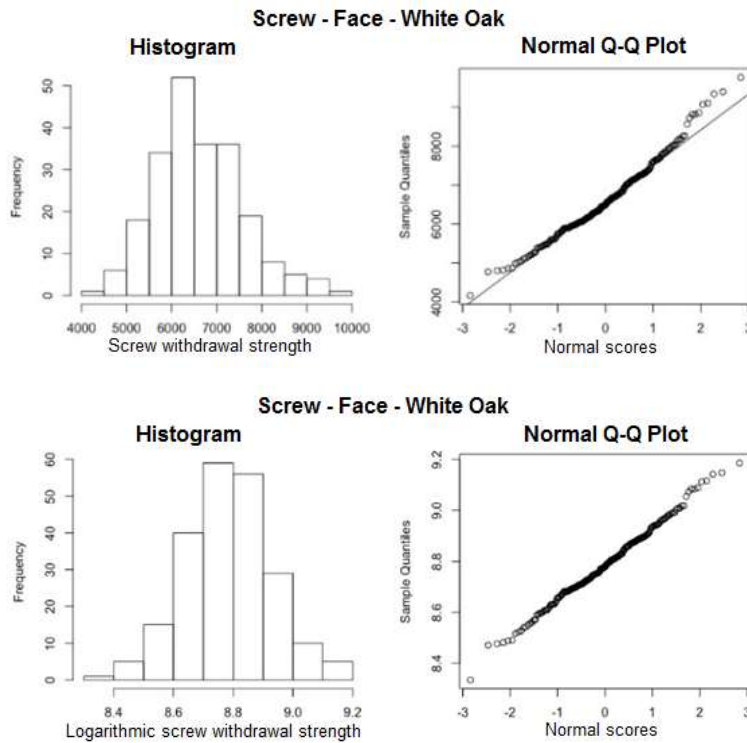 Screw - Face - White Oak
Histogram
Normal Q-Q Plot
Frequency
0 10 20 30 40 50
4000 5000 6000 7000 8000 9000 10000
Screw withdrawal strength
Sample Quantiles
4000 6000 8000
-3 -2 -1 0 1 2 3
Normal scores
Screw - Face - White Oak
Histogram
Normal Q-Q Plot
Frequency
0 10 20 30 40 50 60
8.4 8.6 8.8 9.0 9.2
Logarithmic screw withdrawal strength
Sample Quantiles
8.4 8.6 8.8 9.0 9.2
-3 -2 -1 0 1 2 3
Normal scores